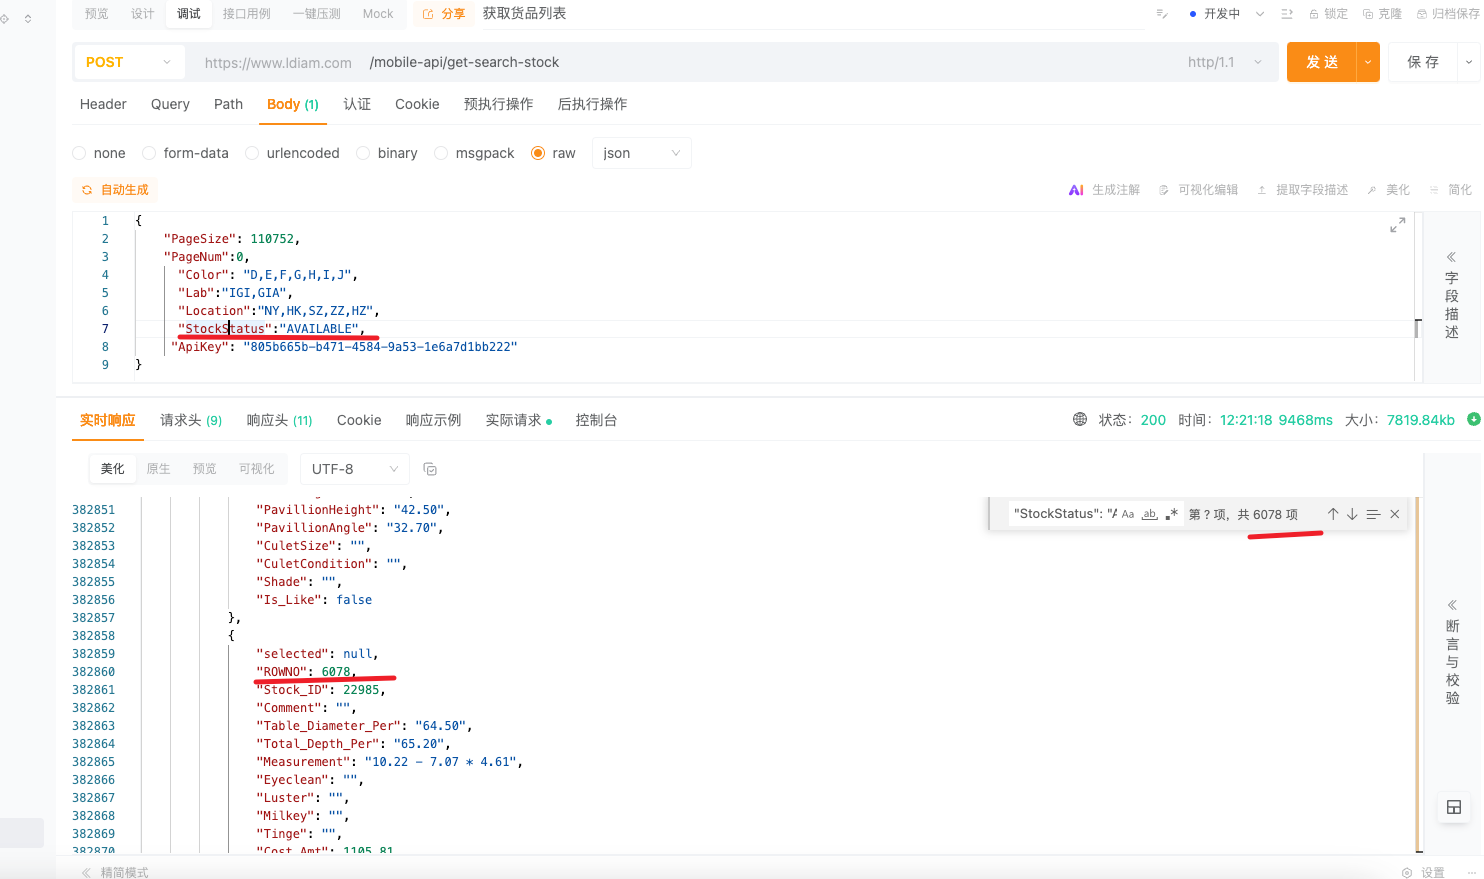 预览 设计 调试 接口用例 一键压测 Mock 分享 获取货品列表 开发中 锁定 克隆 归档保存
POST https://www.ldiam.com /mobile-api/get-search-stock http/1.1 发 送 保 存
Header Query Path Body (1) 认证 Cookie 预执行操作 后执行操作
none form-data urlencoded binary msgpack raw json
自动生成 AI 生成注解 可视化编辑 提取字段描述 美化 简化
1 {
2 "PageSize": 110752,
3 "PageNum":0,
4 "Color": "D,E,F,G,H,I,J",
5 "Lab":"IGI,GIA",
6 "Location":"NY,HK,SZ,ZZ,HZ",
7 "StockStatus":"AVAILABLE",
8 "ApiKey": "805b665b-b471-4584-9a53-1e6a7d1bb222"
9 }
字段描述
实时响应 请求头 (9) 响应头 (11) Cookie 响应示例 实际请求 控制台 状态: 200 时间: 12:21:18 9468ms 大小: 7819.84kb
美化 原生 预览 可视化 UTF-8
"StockStatus": "A Aa ab .* 第 ? 项, 共 6078 项
382851 "PavillionHeight": "42.50",
382852 "PavillionAngle": "32.70",
382853 "CuletSize": "",
382854 "CuletCondition": "",
382855 "Shade": "",
382856 "Is_Like": false
382857 },
382858 {
382859 "selected": null,
382860 "ROWNO": 6078,
382861 "Stock_ID": 22985,
382862 "Comment": "",
382863 "Table_Diameter_Per": "64.50",
382864 "Total_Depth_Per": "65.20",
382865 "Measurement": "10.22 - 7.07 * 4.61",
382866 "Eyeclean": "",
382867 "Luster": "",
382868 "Milkey": "",
382869 "Tinge": "",
382870 "Cost_Amt": 1105.81
断言与校验
精简模式 设置